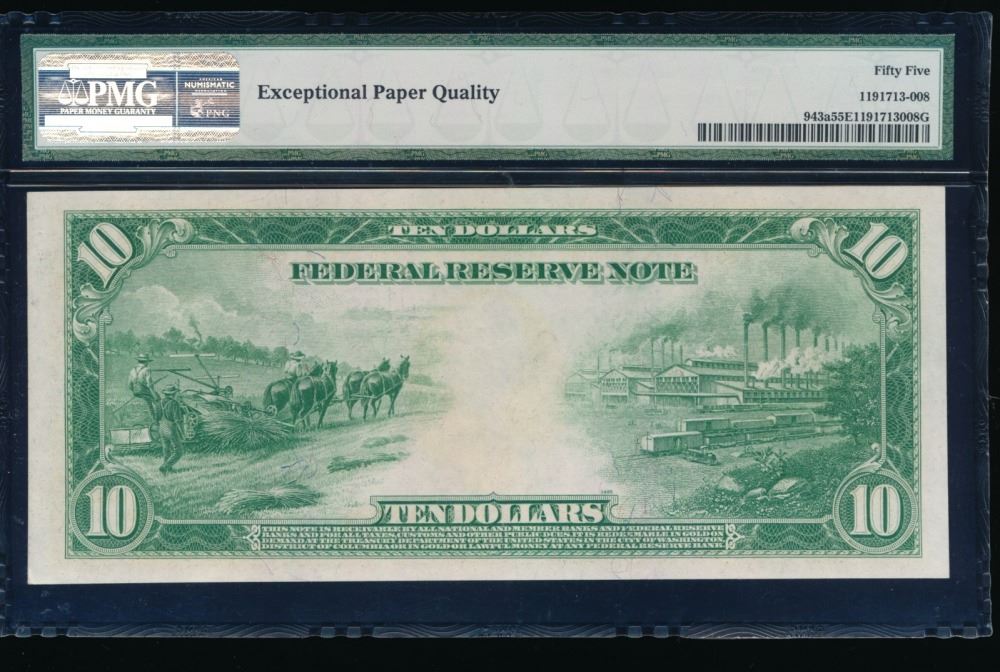 PMG
PAPER MONEY GUARANTY
AMERICAN
NUMISMATIC
PNG
Exceptional Paper Quality
Fifty Five
1191713-008
943a55E1191713008G
10
TEN DOLLARS
10
FEDERAL RESERVE NOTE
10
TEN DOLLARS
10
THIS NOTE IS RECEIVABLE BY ALL NATIONAL AND MEMBER BANKS AND FEDERAL RESERVE
BANKS AND FOR ALL TAXES, CUSTOMS AND OTHER PUBLIC DUES. IT IS REDEEMABLE IN GOLD ON
DEMAND AT THE TREASURY DEPARTMENT OF THE UNITED STATES IN THE CITY OF WASHINGTON
DISTRICT OF COLUMBIA OR IN GOLD OR LAWFUL MONEY AT ANY FEDERAL RESERVE BANK.